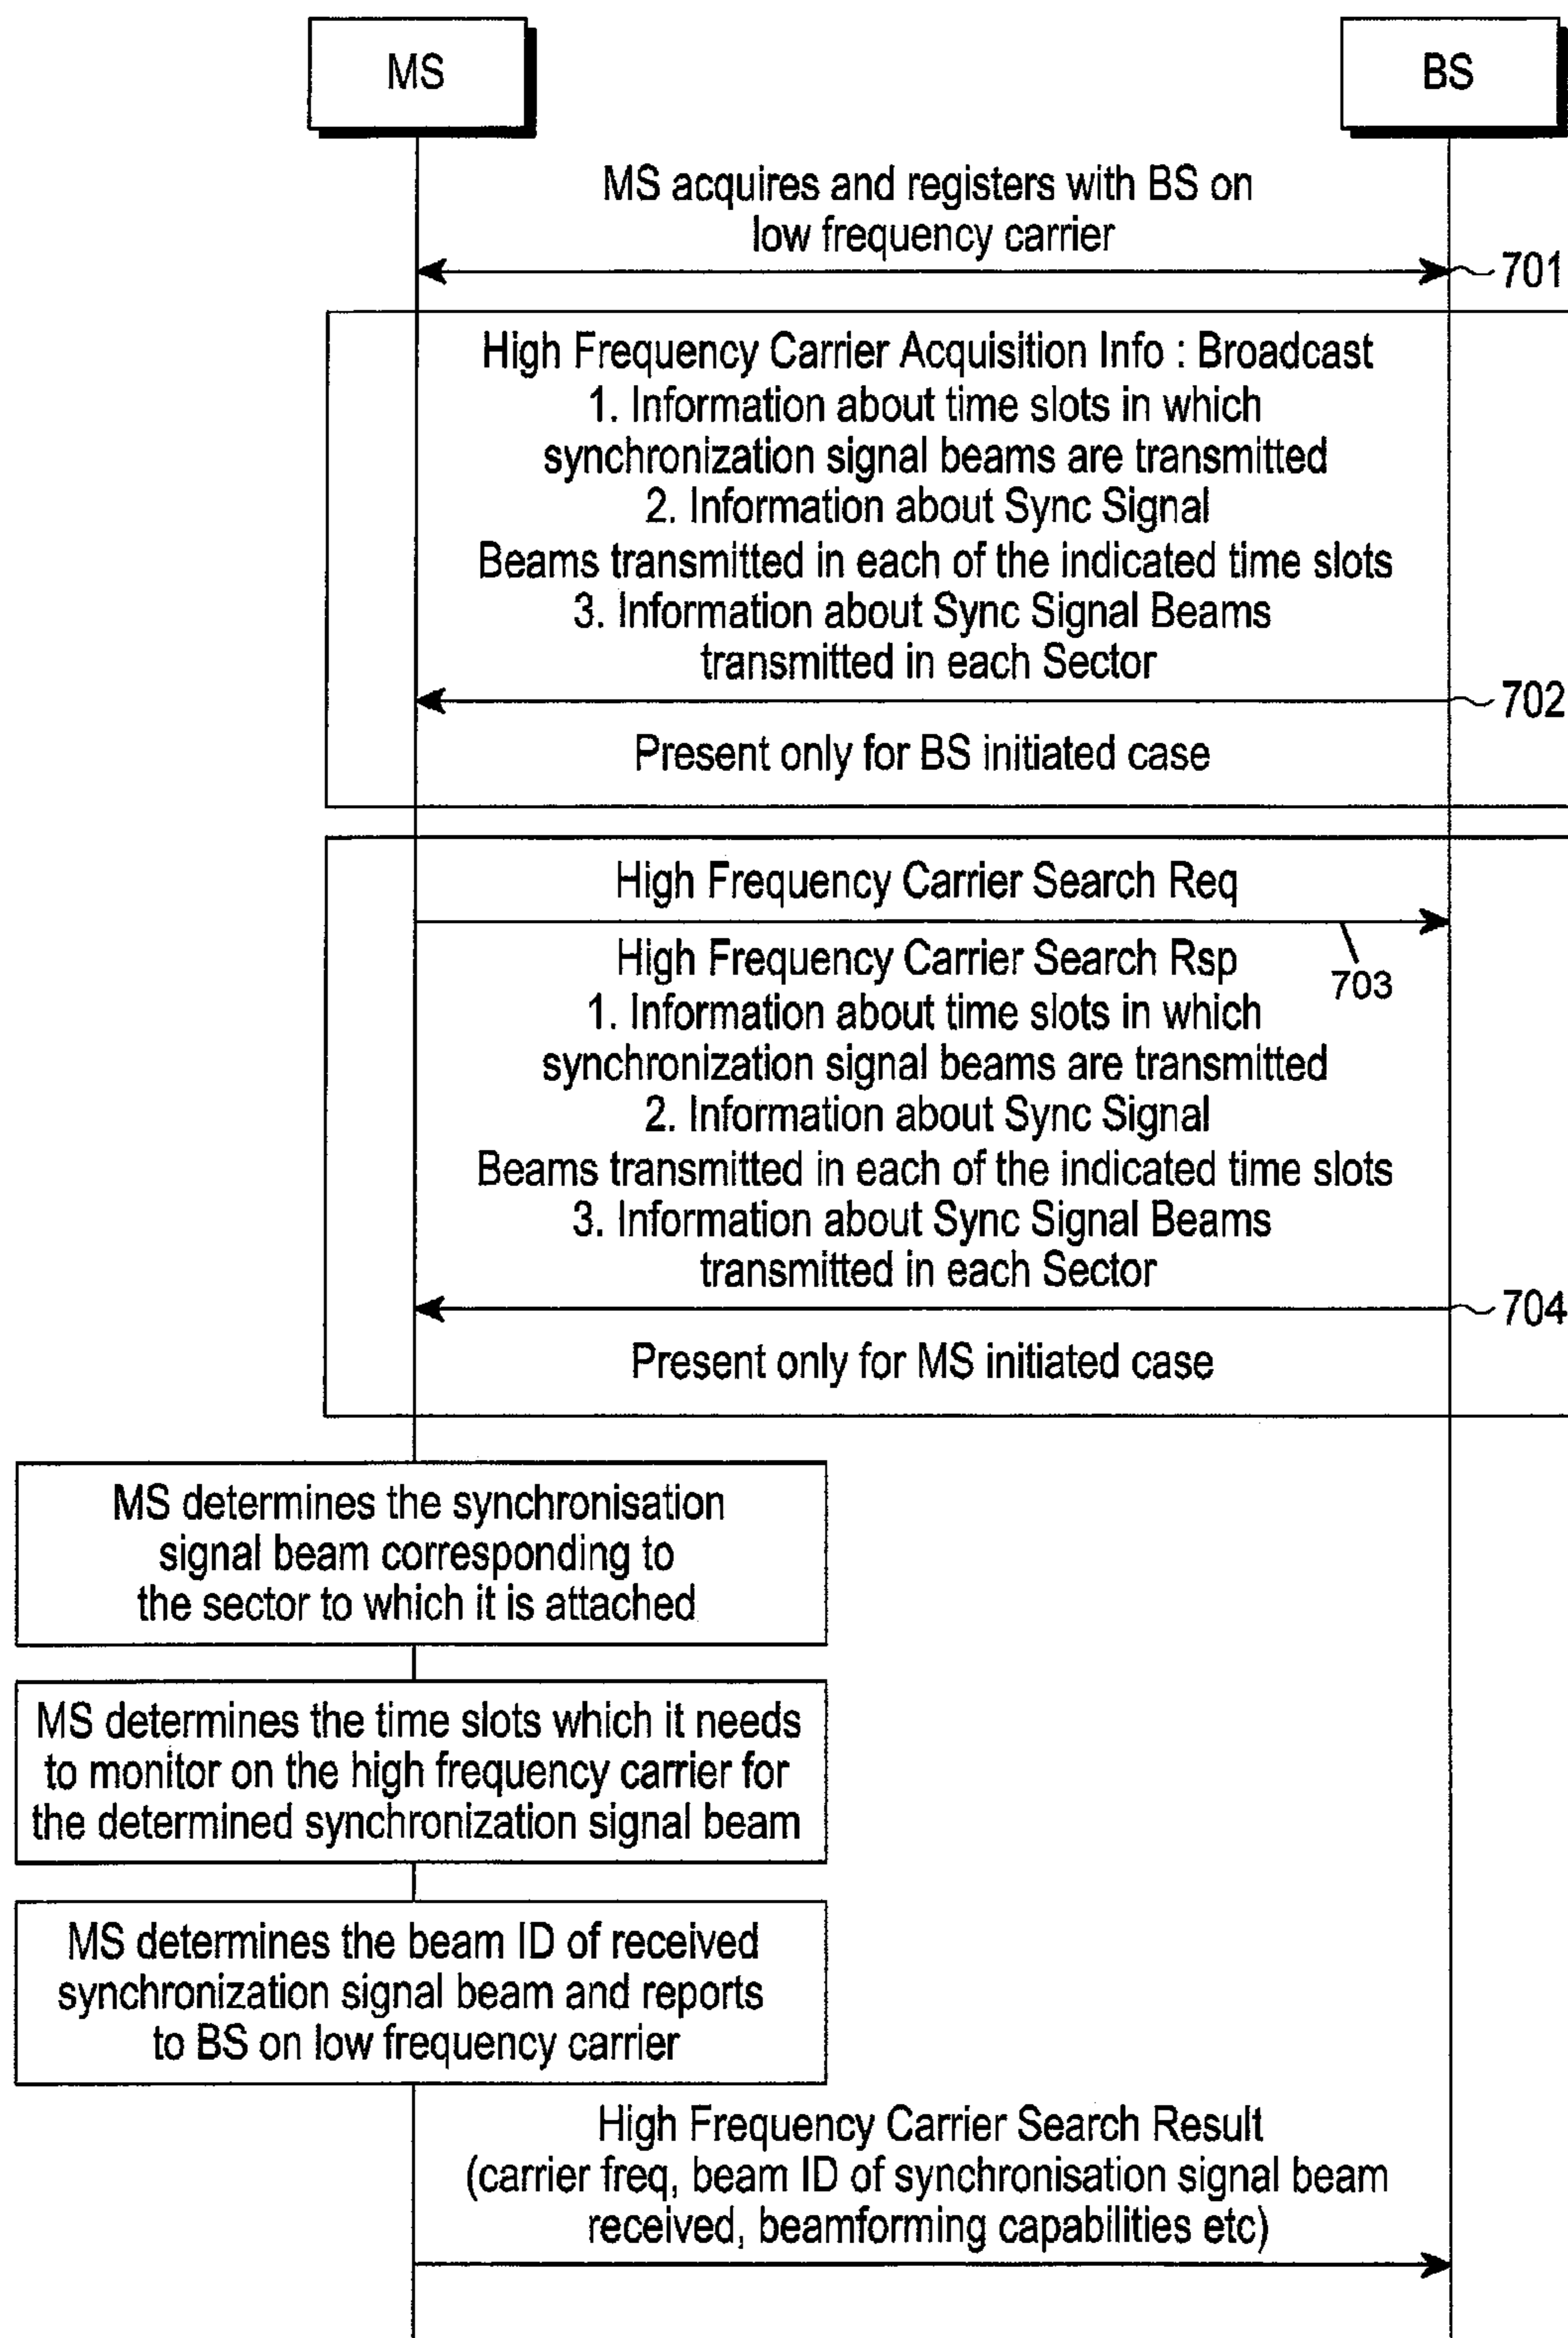 MS
BS
MS acquires and registers with BS on
low frequency carrier
701
High Frequency Carrier Acquisition Info : Broadcast
1. Information about time slots in which
synchronization signal beams are transmitted
2. Information about Sync Signal
Beams transmitted in each of the indicated time slots
3. Information about Sync Signal Beams
transmitted in each Sector
702
Present only for BS initiated case
High Frequency Carrier Search Req
703
High Frequency Carrier Search Rsp
1. Information about time slots in which
synchronization signal beams are transmitted
2. Information about Sync Signal
Beams transmitted in each of the indicated time slots
3. Information about Sync Signal Beams
transmitted in each Sector
704
Present only for MS initiated case
MS determines the synchronisation
signal beam corresponding to
the sector to which it is attached
MS determines the time slots which it needs
to monitor on the high frequency carrier for
the determined synchronization signal beam
MS determines the beam ID of received
synchronization signal beam and reports
to BS on low frequency carrier
High Frequency Carrier Search Result
(carrier freq, beam ID of synchronisation signal beam
received, beamforming capabilities etc)